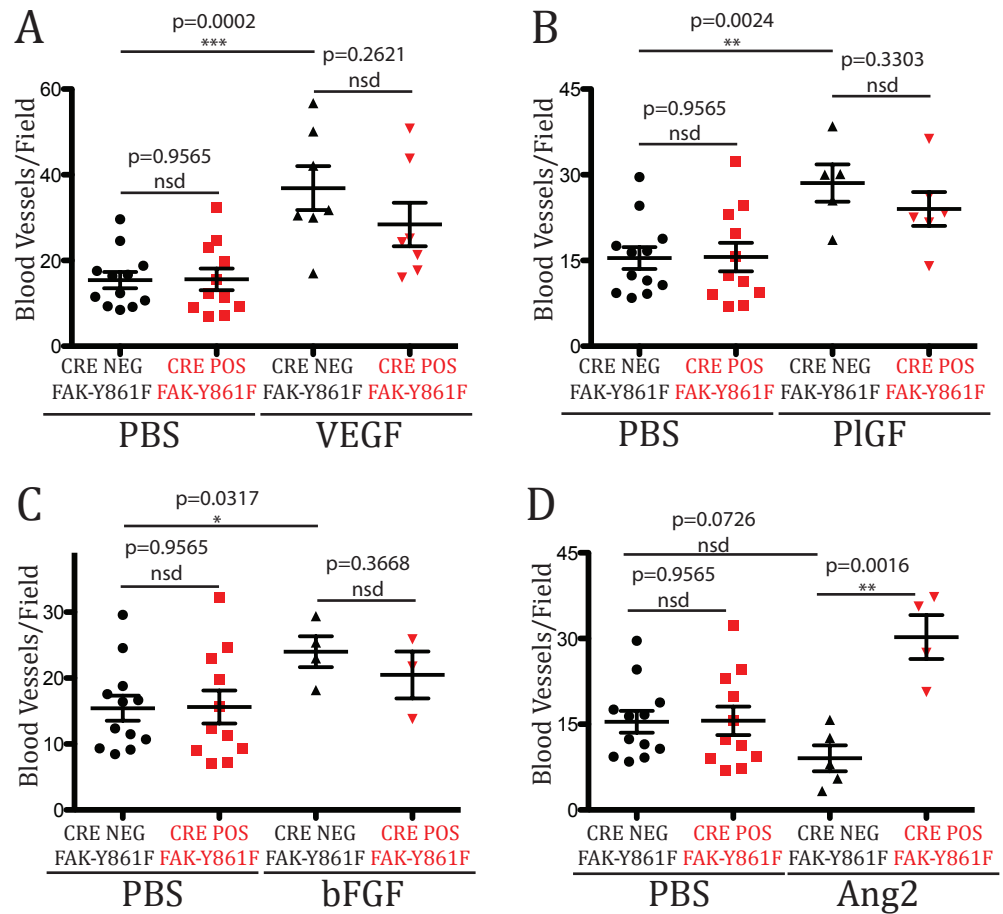 A
p=0.0002
***
p=0.2621
nsd
p=0.9565
nsd
Blood Vessels/Field
60
40
20
0
CRE NEG
FAK-Y861F
CRE POS
FAK-Y861F
CRE NEG
FAK-Y861F
CRE POS
FAK-Y861F
PBS
VEGF
B
p=0.0024
**
p=0.3303
nsd
p=0.9565
nsd
Blood Vessels/Field
45
30
15
0
CRE NEG
FAK-Y861F
CRE POS
FAK-Y861F
CRE NEG
FAK-Y861F
CRE POS
FAK-Y861F
PBS
PlGF
C
p=0.0317
*
p=0.9565
nsd
p=0.3668
nsd
Blood Vessels/Field
30
20
10
0
CRE NEG
FAK-Y861F
CRE POS
FAK-Y861F
CRE NEG
FAK-Y861F
CRE POS
FAK-Y861F
PBS
bFGF
D
p=0.0726
nsd
p=0.9565
nsd
p=0.0016
**
Blood Vessels/Field
45
30
15
0
CRE NEG
FAK-Y861F
CRE POS
FAK-Y861F
CRE NEG
FAK-Y861F
CRE POS
FAK-Y861F
PBS
Ang2